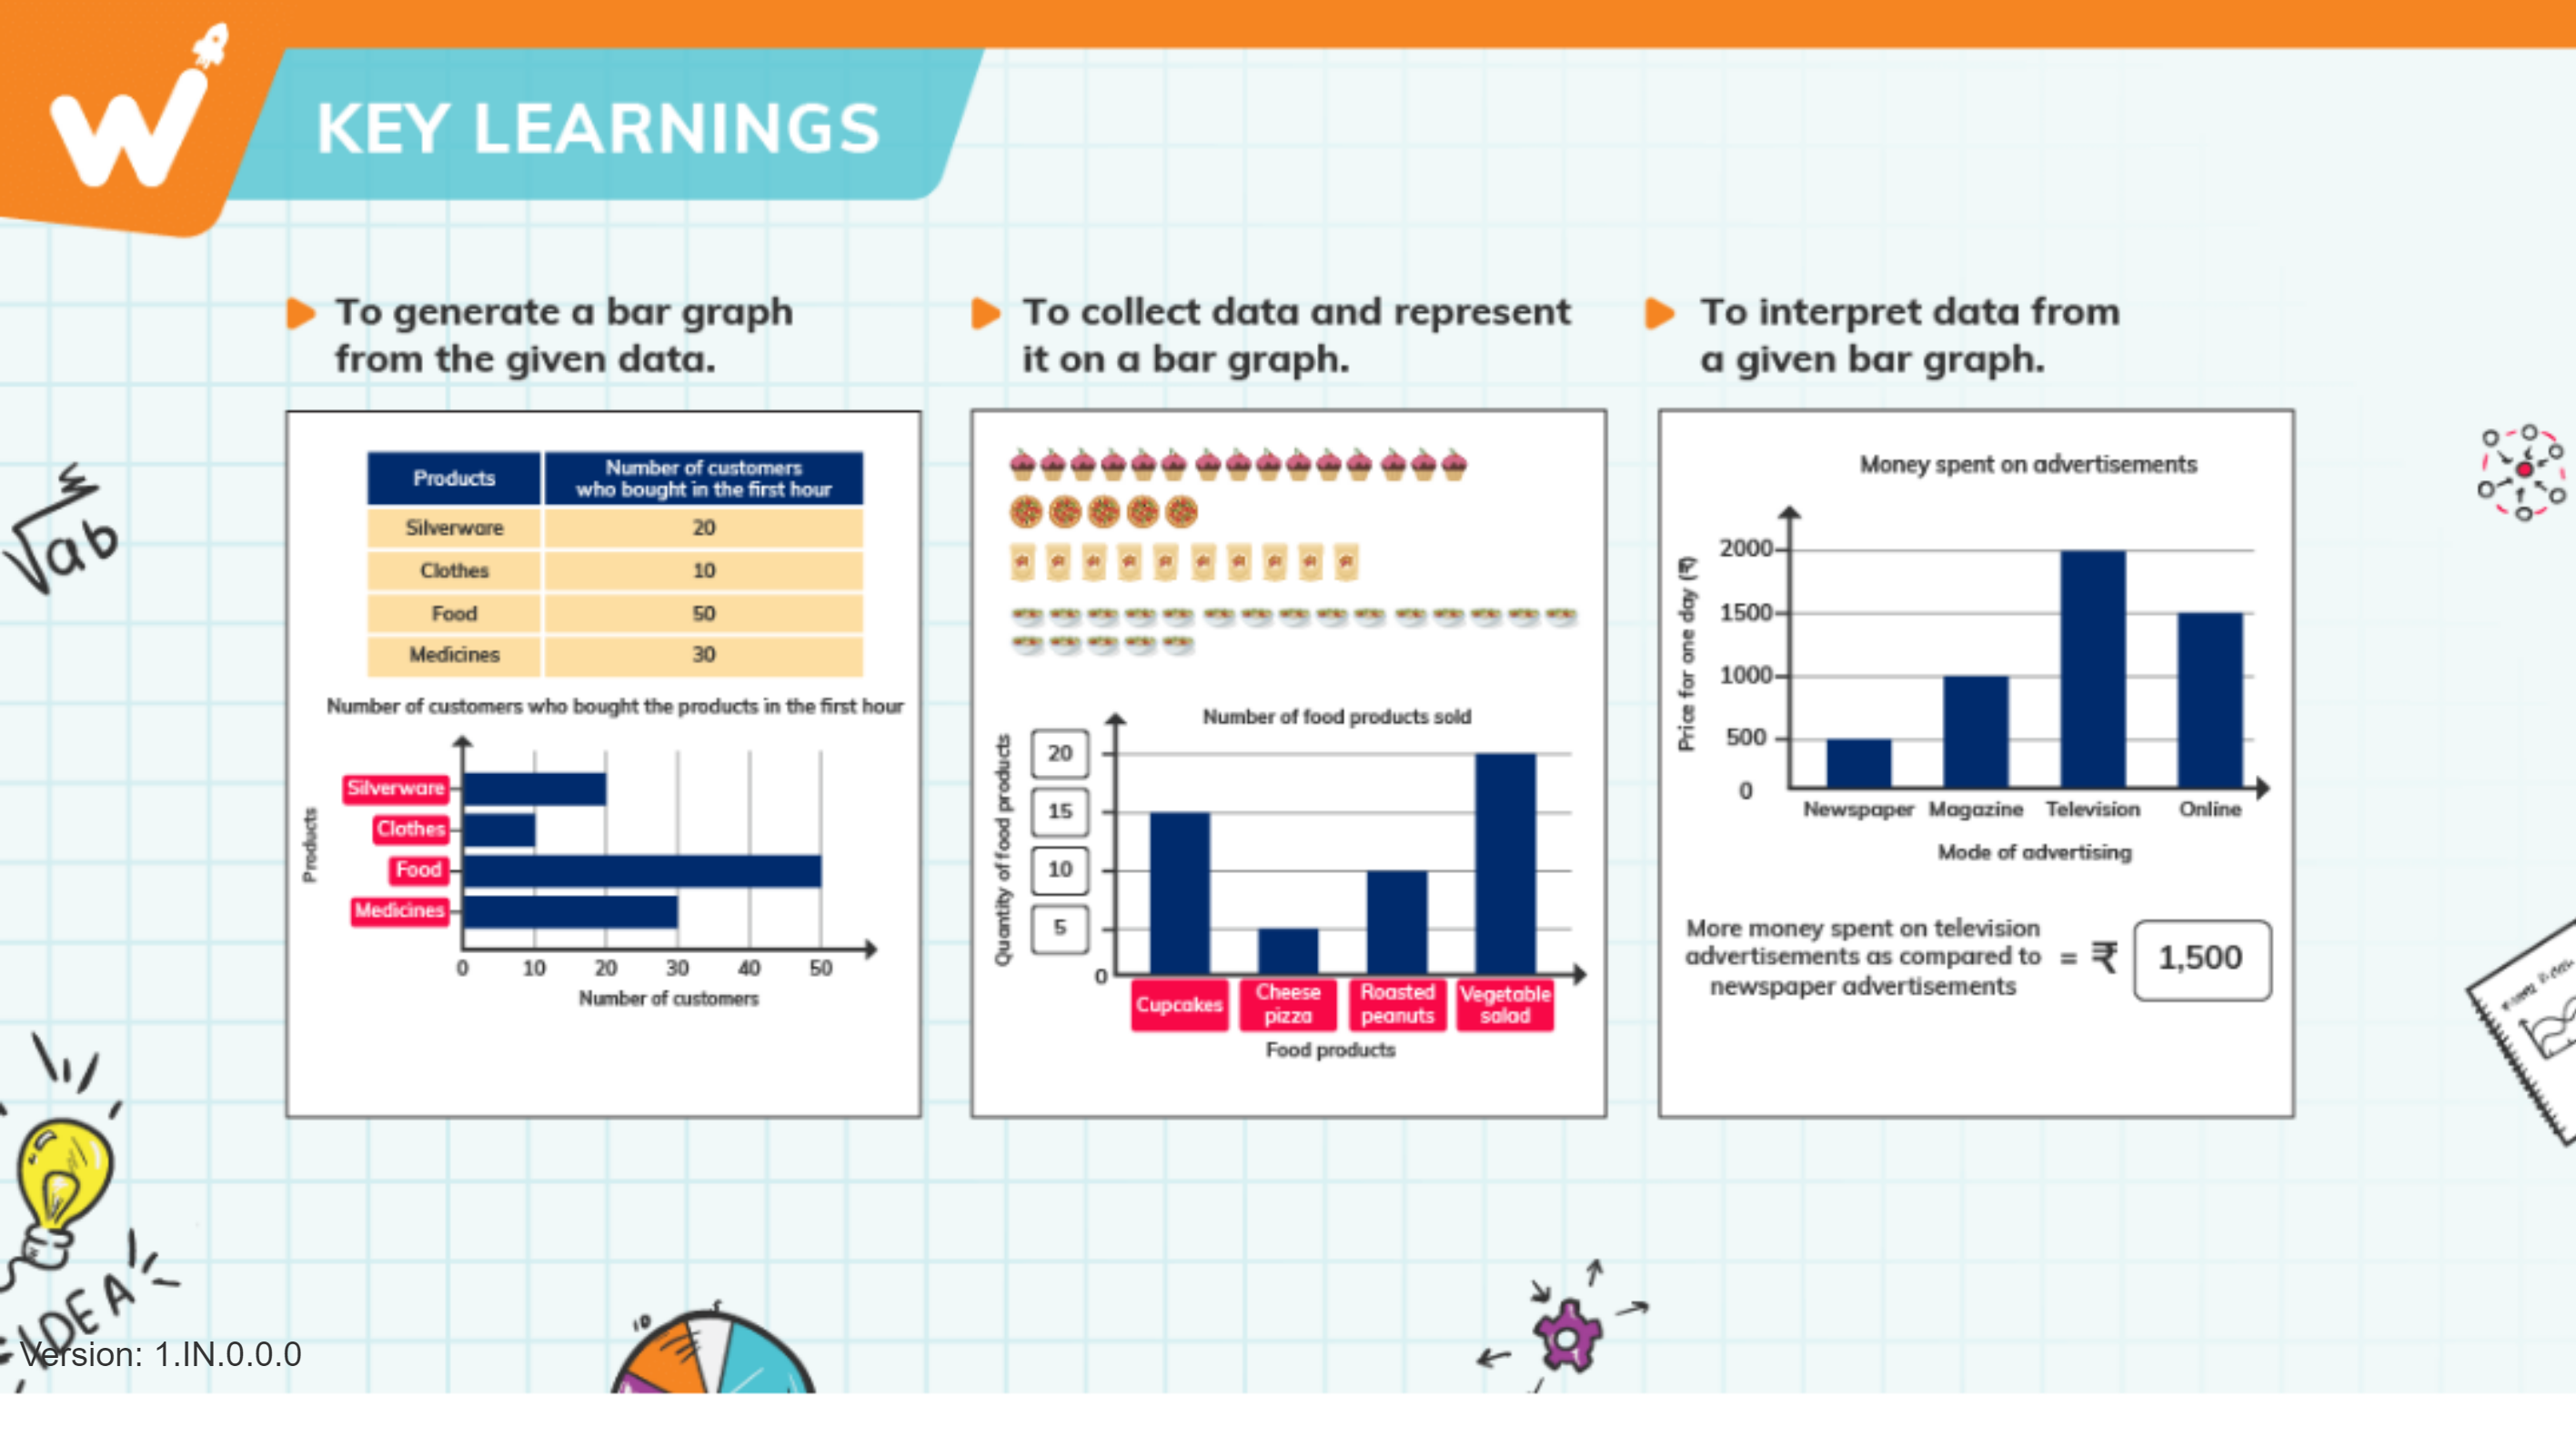 W
KEY LEARNINGS
To generate a bar graph
from the given data.
Products
Number of customers
who bought in the first hour
Silverware 20
Clothes 10
Food 50
Medicines 30
Number of customers who bought the products in the first hour
Products
Silverware
Clothes
Food
Medicines
0 10 20 30 40 50
Number of customers
To collect data and represent
it on a bar graph.
Number of food products sold
Quantity of food products
20
15
10
5
0
Cupcakes
Cheese
pizza
Roasted
peanuts
Vegetable
salad
Food products
To interpret data from
a given bar graph.
Money spent on advertisements
Price for one day (₹)
2000
1500
1000
500
0
Newspaper Magazine Television Online
Mode of advertising
More money spent on television
advertisements as compared to
newspaper advertisements
= ₹ 1,500
√ab
IDEA
10 5
Version: 1.IN.0.0.0